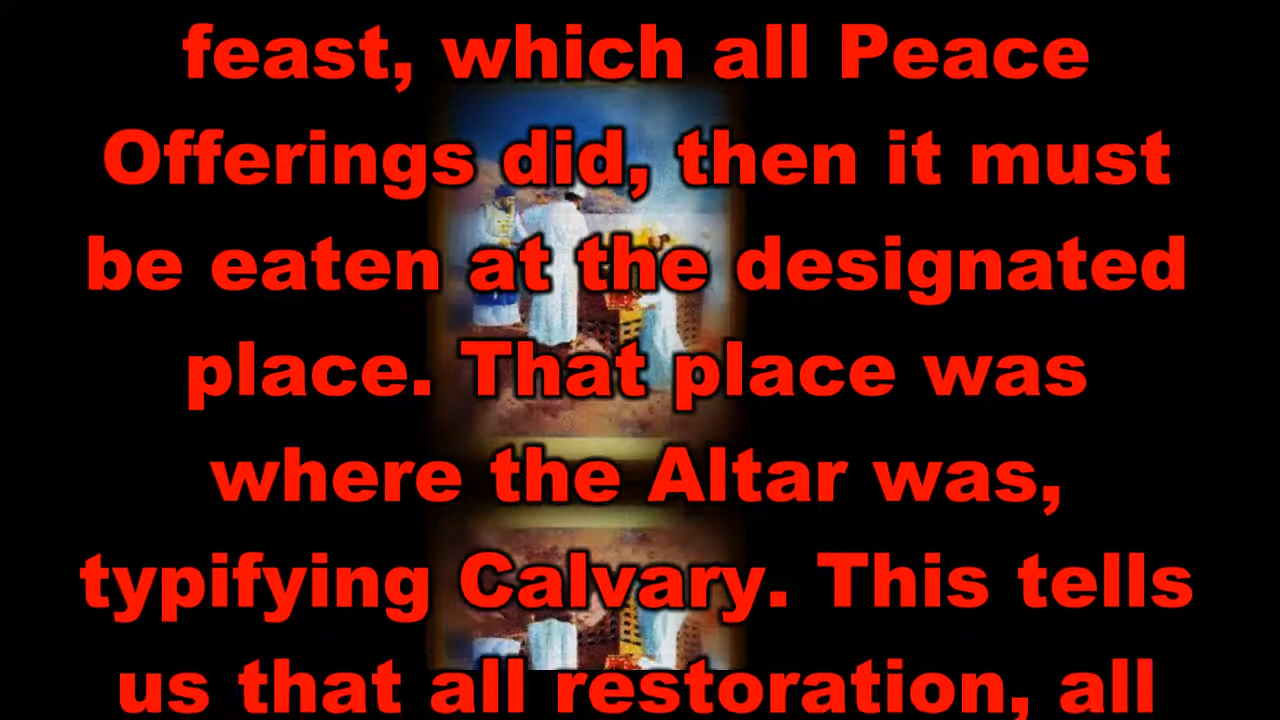 feast, which all Peace
Offerings did, then it must
be eaten at the designated
place. That place was
where the Altar was,
typifying Calvary. This tells
us that all restoration, all